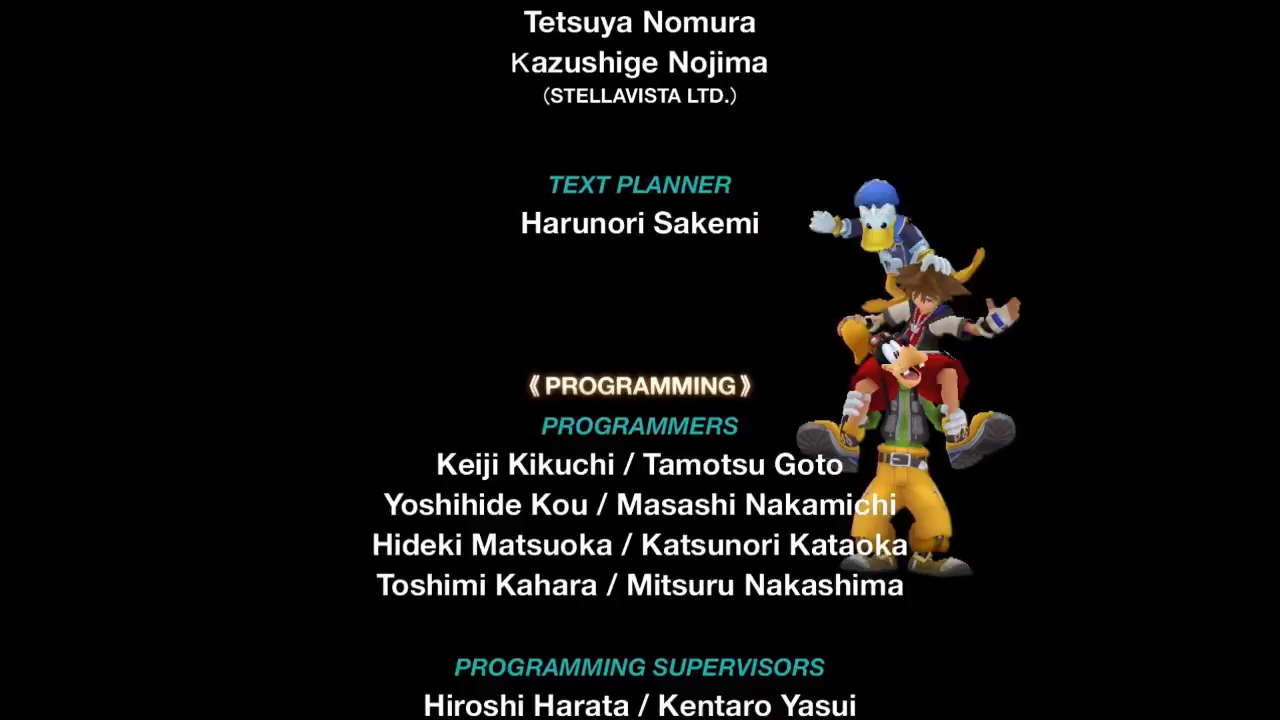 Tetsuya Nomura
Kazushige Nojima
(STELLAVISTA LTD.)
TEXT PLANNER
Harunori Sakemi
《PROGRAMMING》
PROGRAMMERS
Keiji Kikuchi / Tamotsu Goto
Yoshihide Kou / Masashi Nakamichi
Hideki Matsuoka / Katsunori Kataoka
Toshimi Kahara / Mitsuru Nakashima
PROGRAMMING SUPERVISORS
Hiroshi Harata / Kentaro Yasui